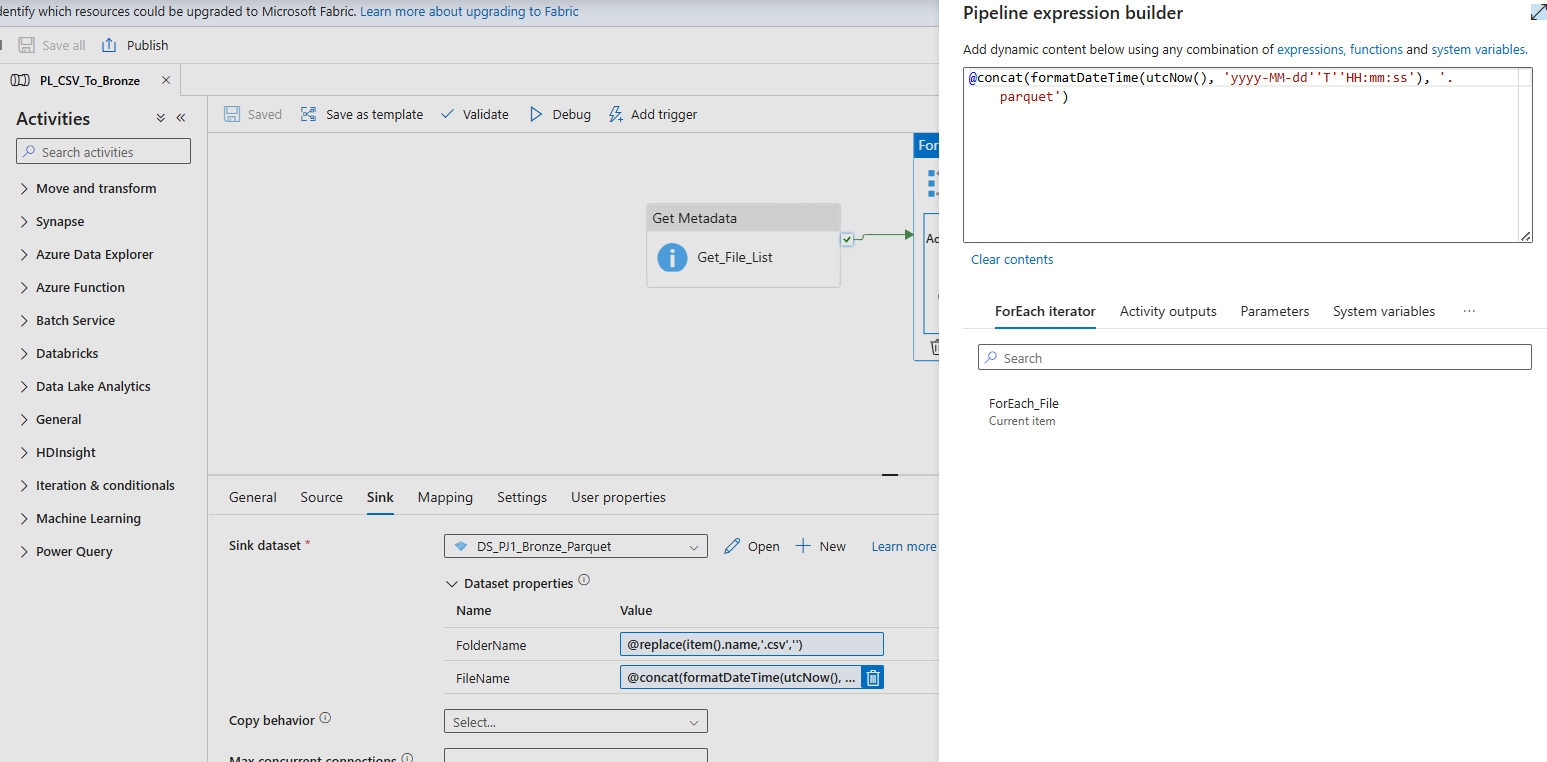 dentify which resources could be upgraded to Microsoft Fabric. Learn more about upgrading to Fabric
Save all
Publish
PL_CSV_To_Bronze
Activities
Search activities
Move and transform
Synapse
Azure Data Explorer
Azure Function
Batch Service
Databricks
Data Lake Analytics
General
HDInsight
Iteration & conditionals
Machine Learning
Power Query
Saved
Save as template
Validate
Debug
Add trigger
Get Metadata
Get_File_List
For
Ac
General
Source
Sink
Mapping
Settings
User properties
Sink dataset *
DS_PJ1_Bronze_Parquet
Open
New
Learn more
Dataset properties
Name
Value
FolderName
@replace(item().name,'.csv','')
FileName
@concat(formatDateTime(utcNow(), ...
Copy behavior
Select...
Max concurrent connections
Pipeline expression builder
Add dynamic content below using any combination of expressions, functions and system variables.
@concat(formatDateTime(utcNow(), 'yyyy-MM-dd''T''HH:mm:ss'), '.
parquet')
Clear contents
ForEach iterator
Activity outputs
Parameters
System variables
...
Search
ForEach_File
Current item